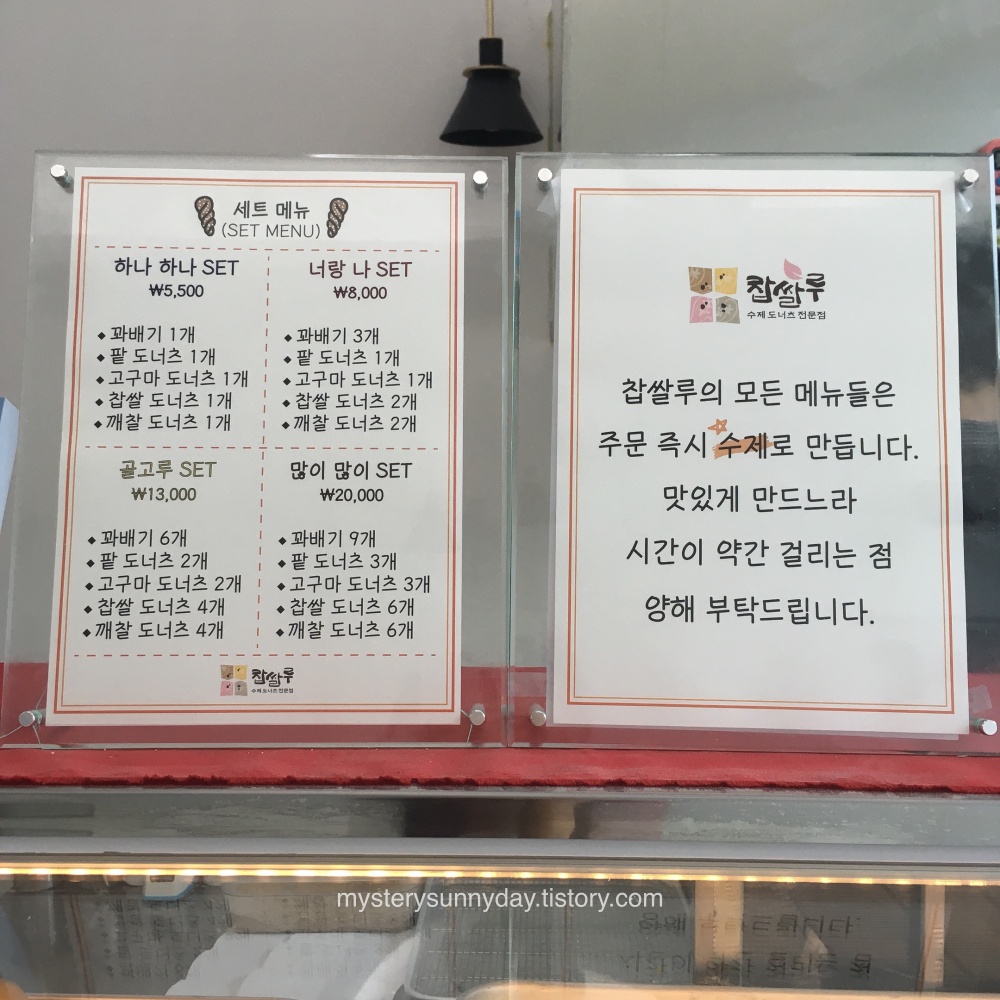 세트 메뉴
(SET MENU)
하나 하나 SET
₩5,500
◆ 꽈배기 1개
◆ 팥 도너츠 1개
◆ 고구마 도너츠 1개
◆ 찹쌀 도너츠 1개
◆ 깨찰 도너츠 1개
너랑 나 SET
₩8,000
◆ 꽈배기 3개
◆ 팥 도너츠 1개
◆ 고구마 도너츠 1개
◆ 찹쌀 도너츠 2개
◆ 깨찰 도너츠 2개
골고루 SET
₩13,000
◆ 꽈배기 6개
◆ 팥 도너츠 2개
◆ 고구마 도너츠 2개
◆ 찹쌀 도너츠 4개
◆ 깨찰 도너츠 4개
많이 많이 SET
₩20,000
◆ 꽈배기 9개
◆ 팥 도너츠 3개
◆ 고구마 도너츠 3개
◆ 찹쌀 도너츠 6개
◆ 깨찰 도너츠 6개
찹쌀루
수제 도너츠 전문점
찹쌀루
수제 도너츠 전문점
찹쌀루의 모든 메뉴들은
주문 즉시 수제로 만듭니다.
맛있게 만드느라
시간이 약간 걸리는 점
양해 부탁드립니다.
mysterysunnyday.tistory.com